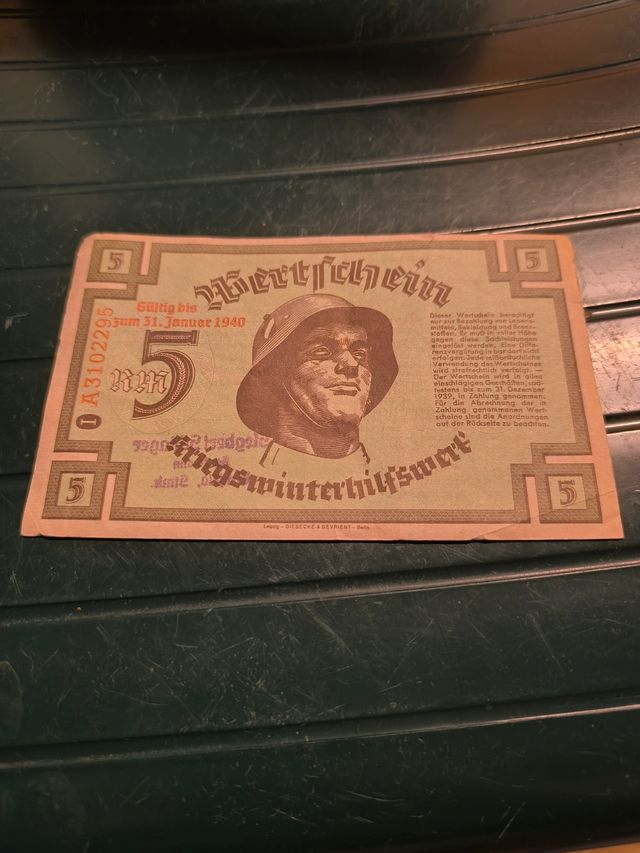 5
5
Wertschein
Gültig bis
zum 31. Januar 1940
5
RM
A3102295
I
Dieser Wertschein berechtigt
nur zur Bezahlung von Lebens-
mitteln, Bekleidung und Brenn-
stoffen. Er muß in voller Höhe
gegen diese Sachleistungen
eingelöst werden. Eine Diffe-
renzvergütung in bar darf nicht
erfolgen. Jede mißbräuchliche
Verwendung des Wertscheines
wird strafrechtlich verfolgt. —
Der Wertschein wird in allen
einschlägigen Geschäften, spä-
testens bis zum 31. Dezember
1939, in Zahlung genommen.
Für die Abrechnung der in
Zahlung genommenen Wert-
scheine sind die Anordnungen
auf der Rückseite zu beachten.
Kriegswinterhilfswerk
5
5
Leipzig – GIESECKE & DEVRIENT – Berlin